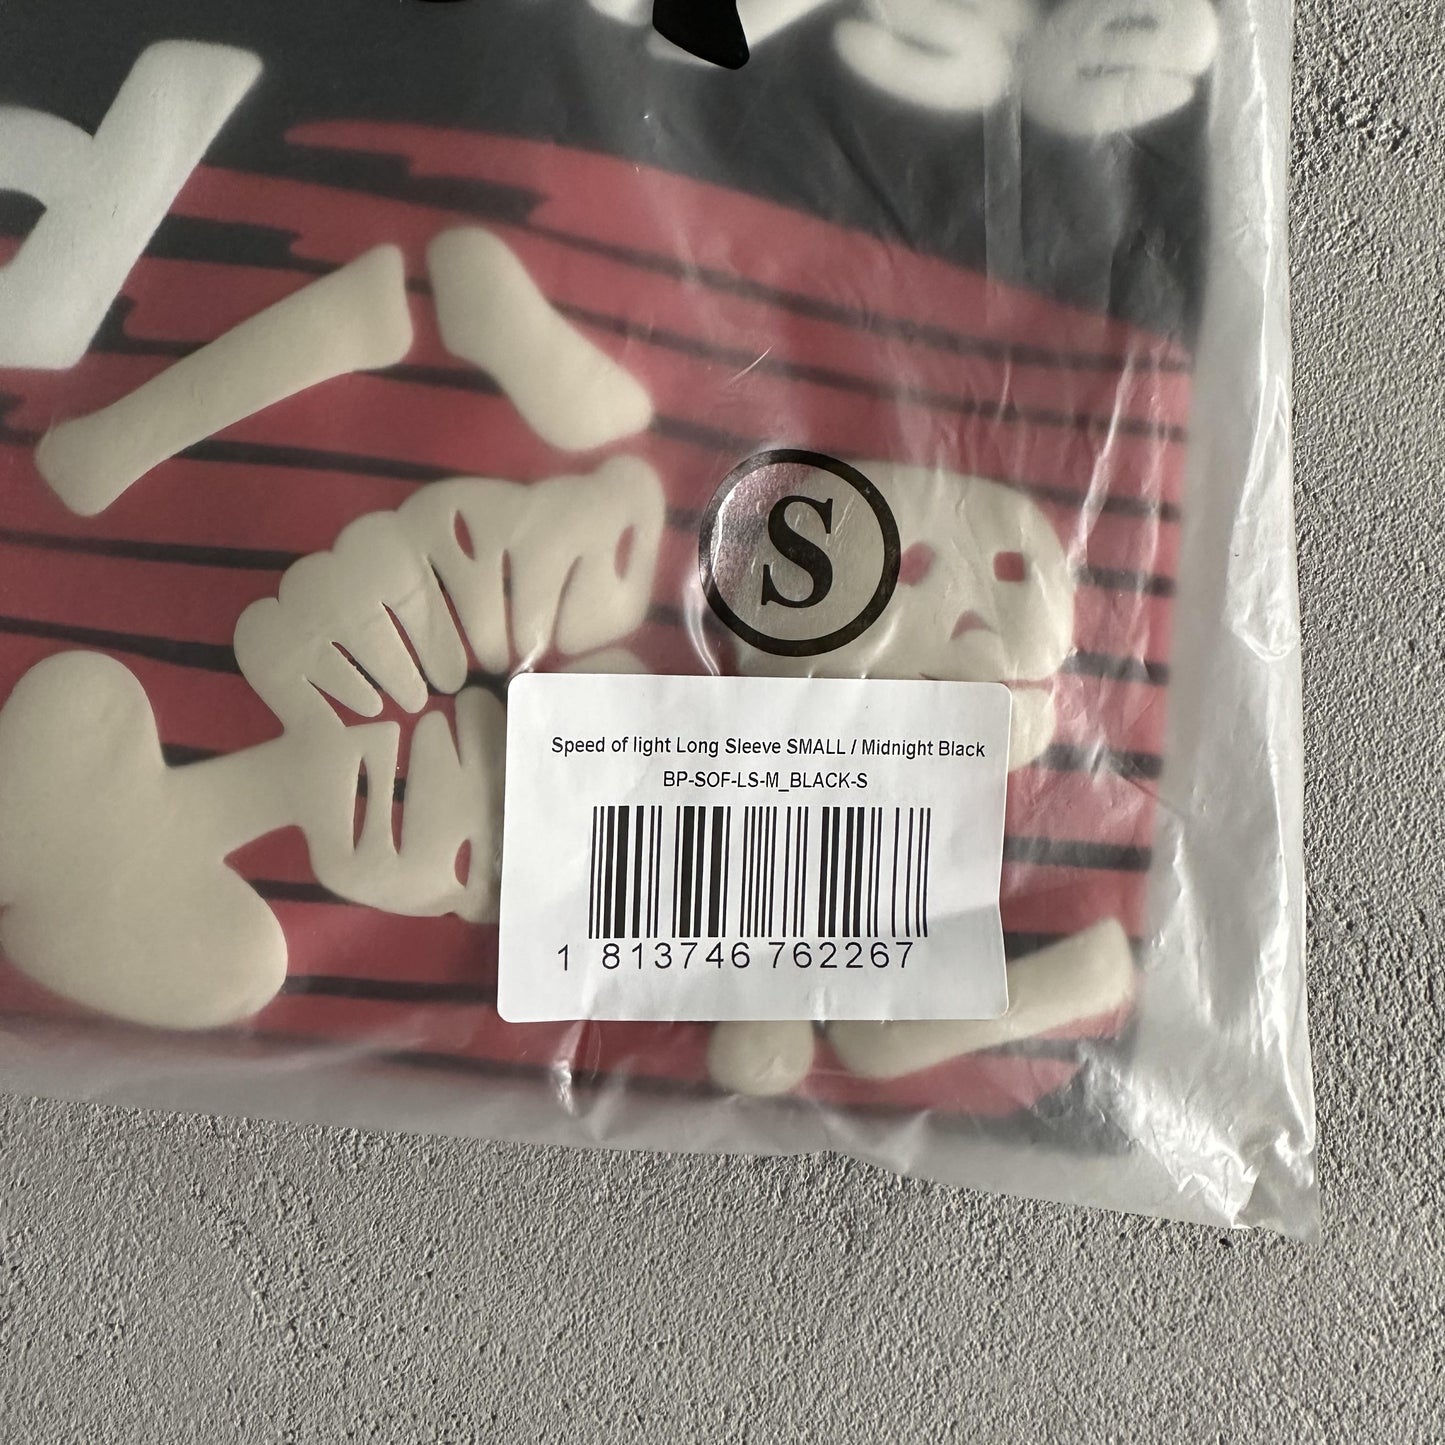 S
Speed of light Long Sleeve SMALL / Midnight Black
BP-SOF-LS-M_BLACK-S
1 813746 762267